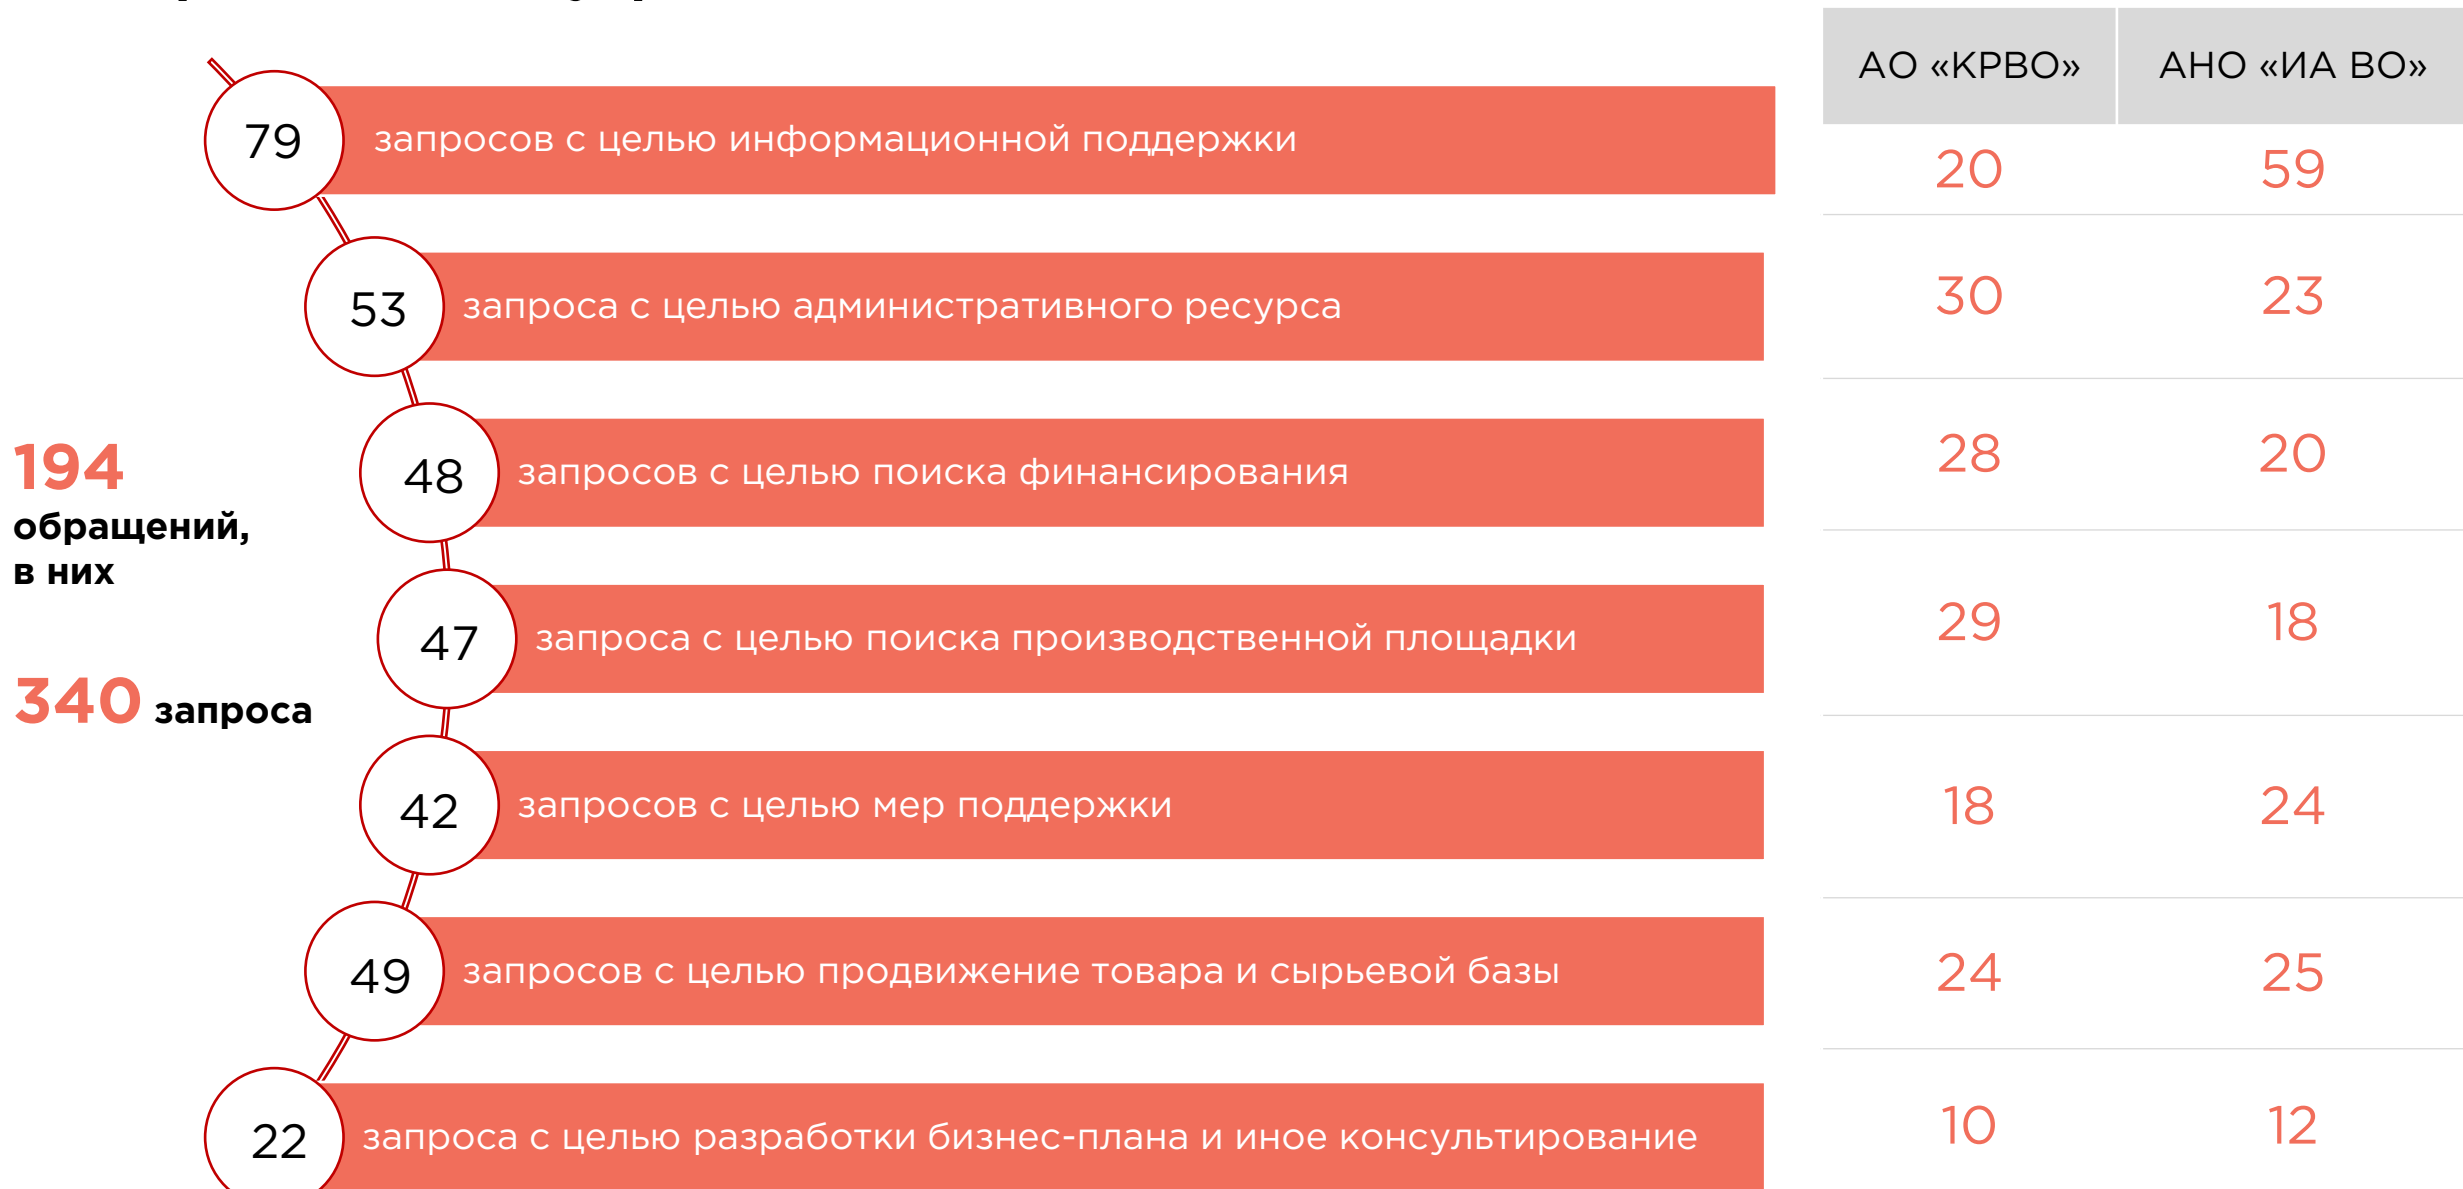 АО «КРВО» АНО «ИА ВО»
79 запросов с целью информационной поддержки 20 59
53 запроса с целью административного ресурса 30 23
48 запросов с целью поиска финансирования 28 20
194
обращений,
в них
47 запроса с целью поиска производственной площадки 29 18
340 запроса
42 запросов с целью мер поддержки 18 24
49 запросов с целью продвижение товара и сырьевой базы 24 25
22 запроса с целью разработки бизнес-плана и иное консультирование 10 12